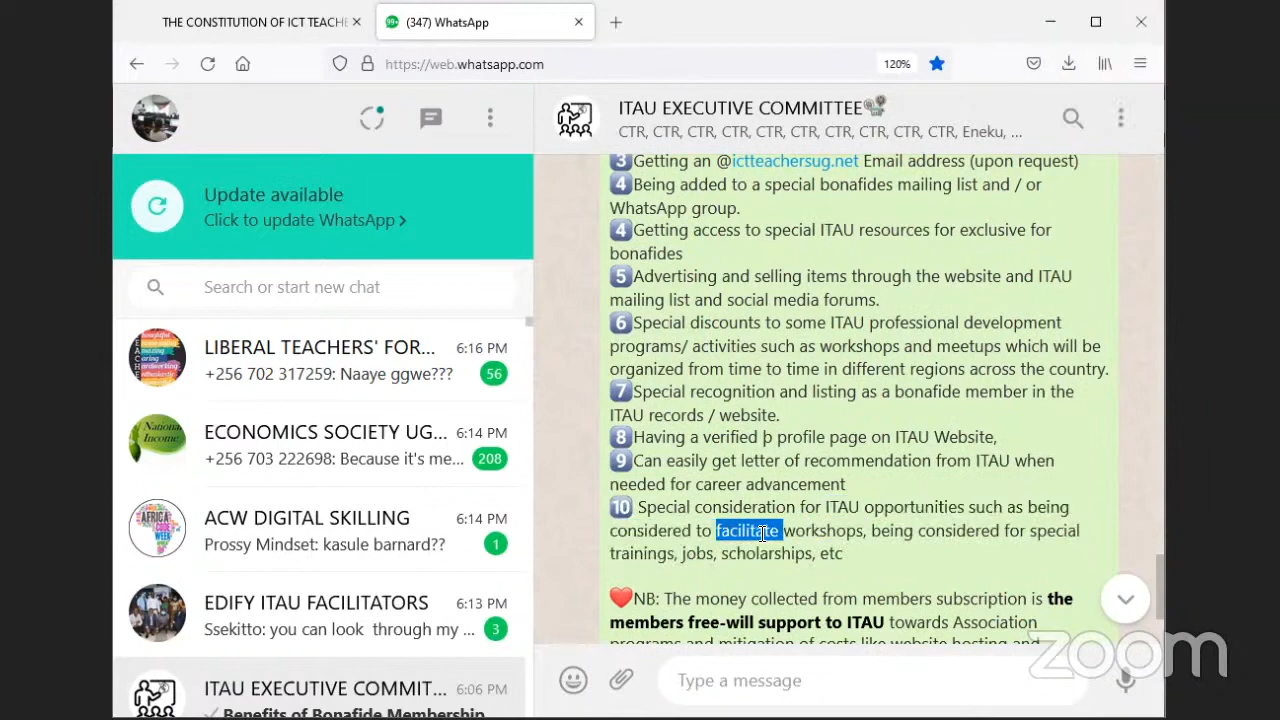 THE CONSTITUTION OF ICT TEACHE
(347) WhatsApp
https://web.whatsapp.com
120%
ITAU EXECUTIVE COMMITTEE
CTR, CTR, CTR, CTR, CTR, CTR, CTR, CTR, CTR, CTR, Eneku, ...
Update available
Click to update WhatsApp
Search or start new chat
LIBERAL TEACHERS' FOR...
6:16 PM
+256 702 317259: Naaye ggwe???
56
ECONOMICS SOCIETY UG...
6:14 PM
+256 703 222698: Because it's me...
208
ACW DIGITAL SKILLING
6:14 PM
Prossy Mindset: kasule barnard??
1
EDIFY ITAU FACILITATORS
6:13 PM
Ssekitto: you can look through my ...
3
ITAU EXECUTIVE COMMIT...
6:06 PM
Benefits of Bonafide Membership
3 Getting an @ictteachersug.net Email address (upon request)
4 Being added to a special bonafides mailing list and / or
WhatsApp group.
4 Getting access to special ITAU resources for exclusive for
bonafides
5 Advertising and selling items through the website and ITAU
mailing list and social media forums.
6 Special discounts to some ITAU professional development
programs/ activities such as workshops and meetups which will be
organized from time to time in different regions across the country.
7 Special recognition and listing as a bonafide member in the
ITAU records / website.
8 Having a verified þ profile page on ITAU Website,
9 Can easily get letter of recommendation from ITAU when
needed for career advancement
10 Special consideration for ITAU opportunities such as being
considered to facilitate workshops, being considered for special
trainings, jobs, scholarships, etc
NB: The money collected from members subscription is the
members free-will support to ITAU towards Association
programs and mitigation of costs like website hosting and
Type a message
zoom